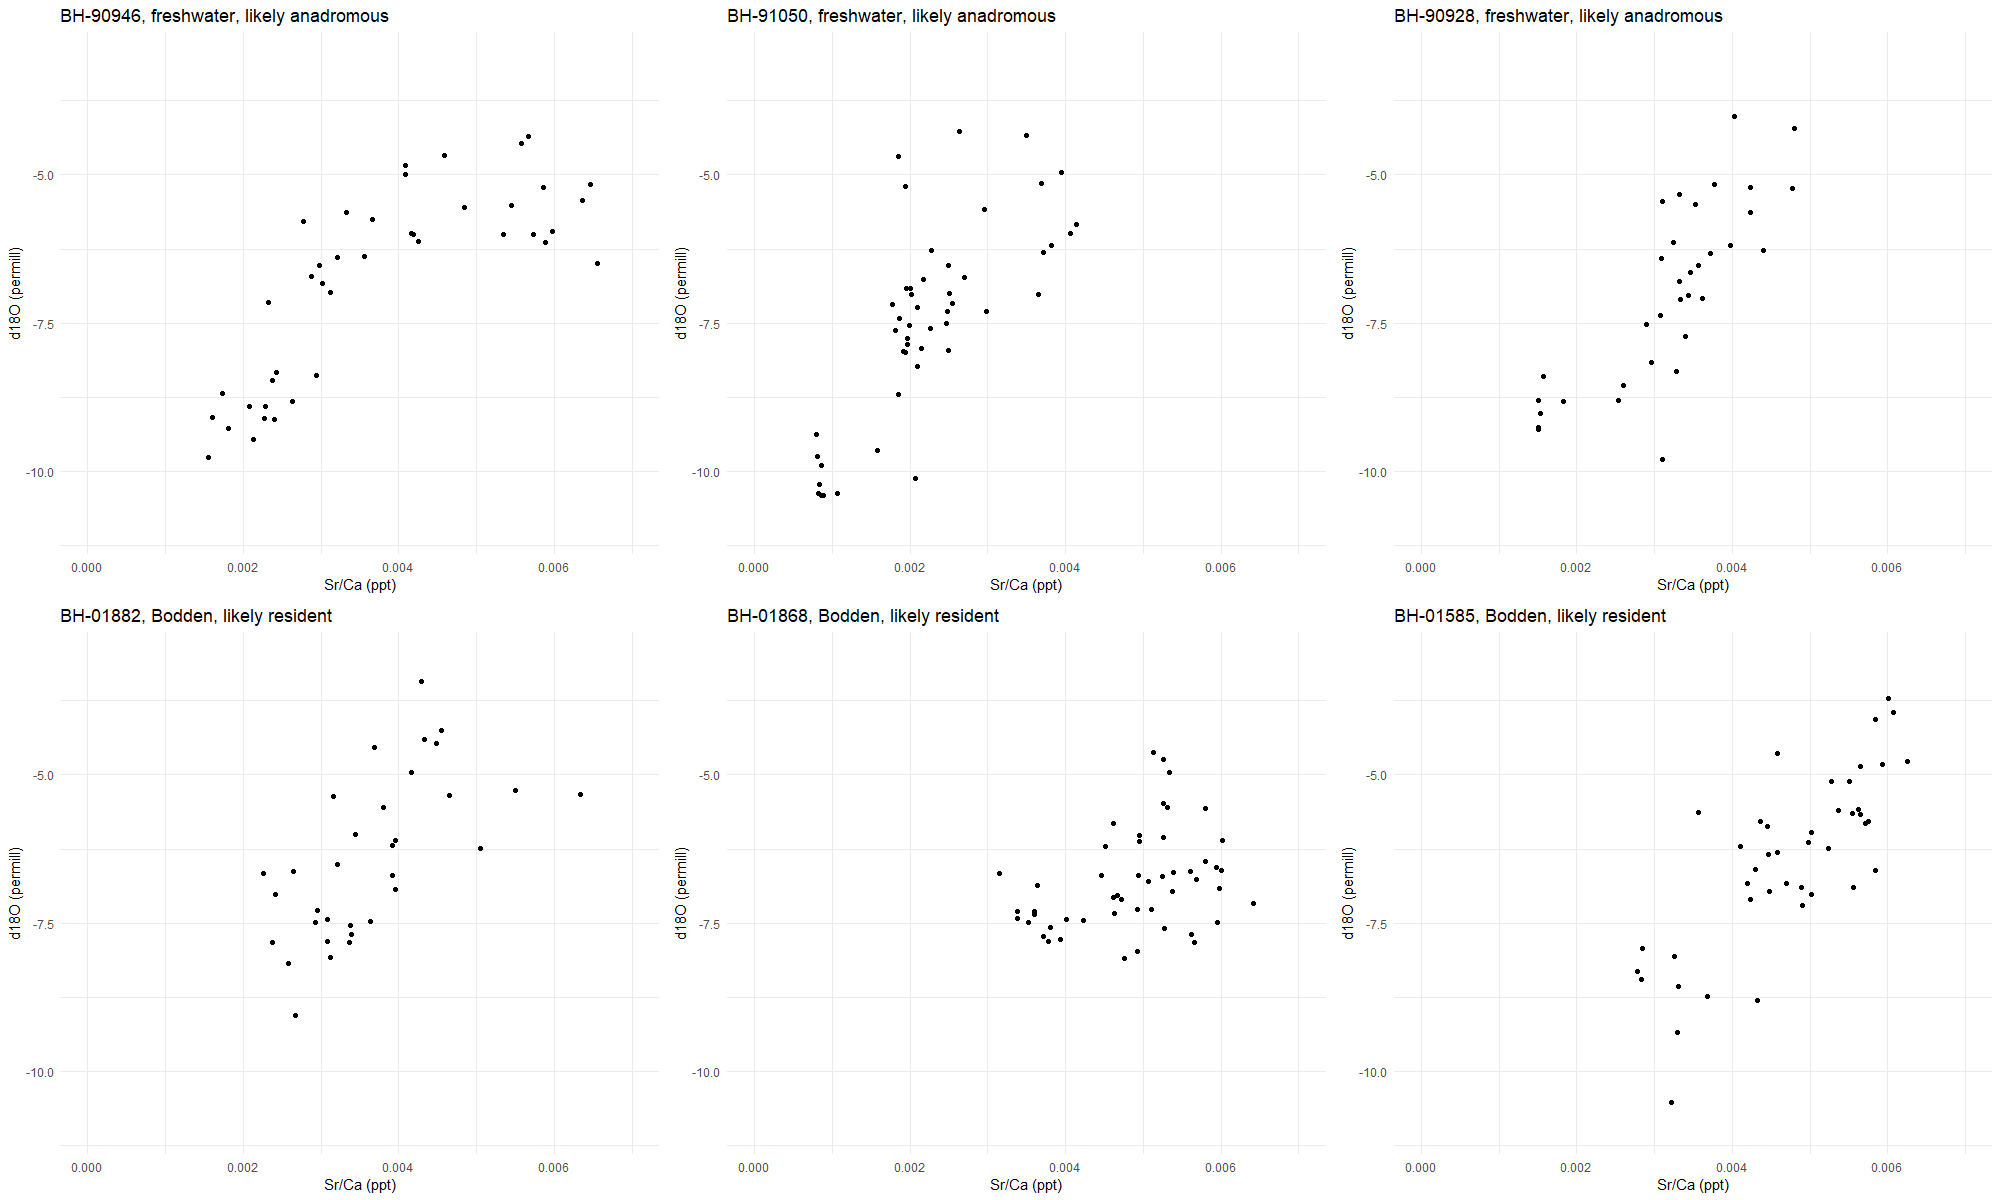 BH-90946, freshwater, likely anadromous
d18O (permill)
-5.0
-7.5
-10.0
0.000 0.002 0.004 0.006
Sr/Ca (ppt)
BH-91050, freshwater, likely anadromous
d18O (permill)
-5.0
-7.5
-10.0
0.000 0.002 0.004 0.006
Sr/Ca (ppt)
BH-90928, freshwater, likely anadromous
d18O (permill)
-5.0
-7.5
-10.0
0.000 0.002 0.004 0.006
Sr/Ca (ppt)
BH-01882, Bodden, likely resident
d18O (permill)
-5.0
-7.5
-10.0
0.000 0.002 0.004 0.006
Sr/Ca (ppt)
BH-01868, Bodden, likely resident
d18O (permill)
-5.0
-7.5
-10.0
0.000 0.002 0.004 0.006
Sr/Ca (ppt)
BH-01585, Bodden, likely resident
d18O (permill)
-5.0
-7.5
-10.0
0.000 0.002 0.004 0.006
Sr/Ca (ppt)